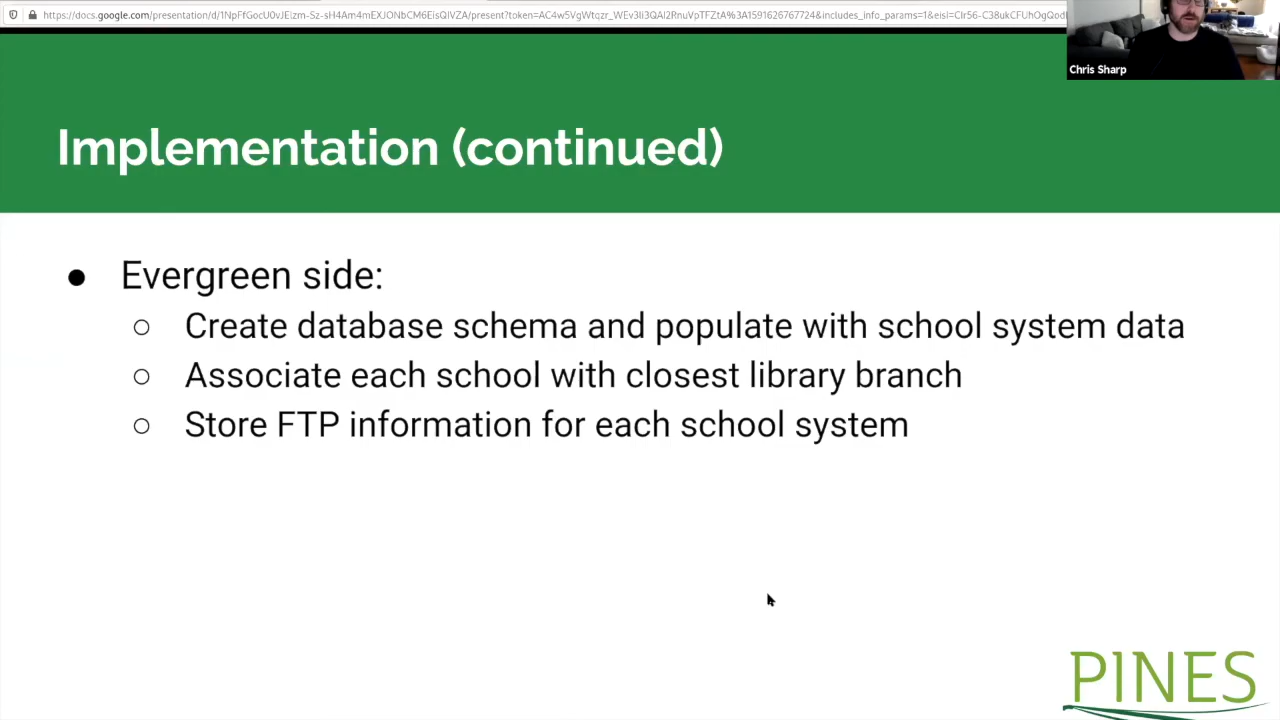 Chris Sharp
Implementation (continued)
● Evergreen side:
○ Create database schema and populate with school system data
○ Associate each school with closest library branch
○ Store FTP information for each school system
PINES